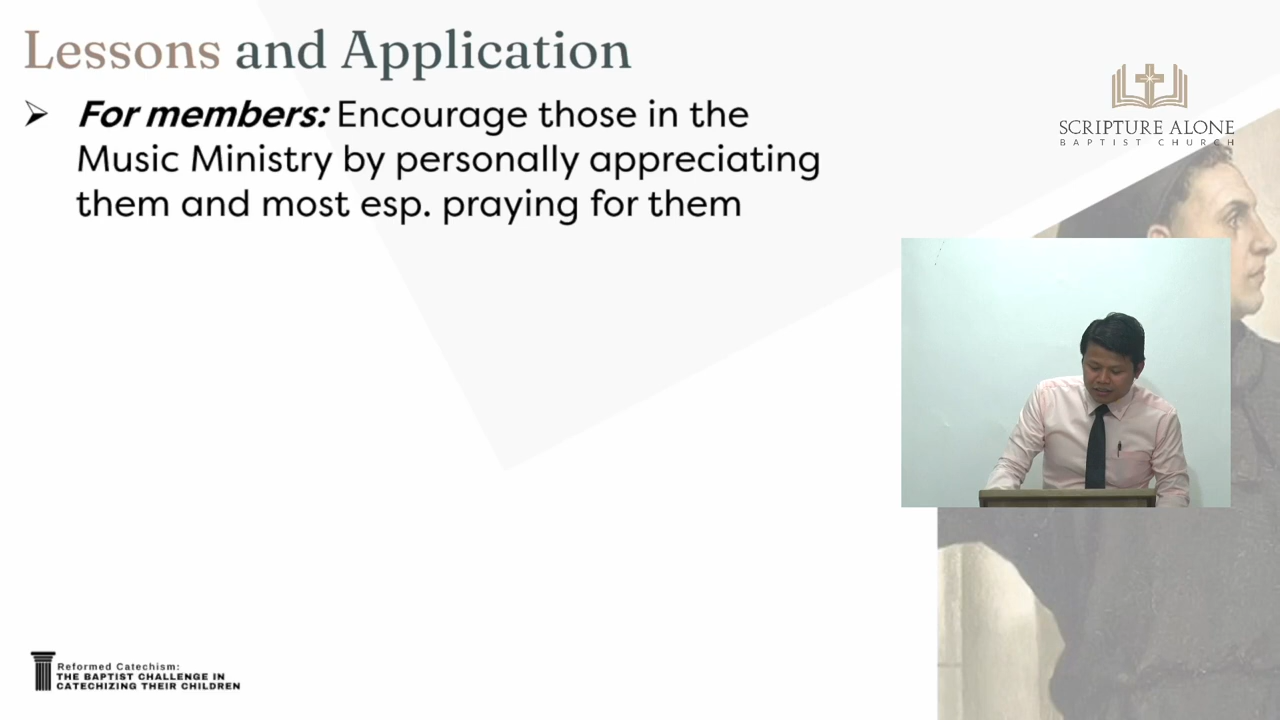 Lessons and Application
➢ For members: Encourage those in the
Music Ministry by personally appreciating
them and most esp. praying for them
SCRIPTURE ALONE
BAPTIST CHURCH
Reformed Catechism:
THE BAPTIST CHALLENGE IN
CATECHIZING THEIR CHILDREN